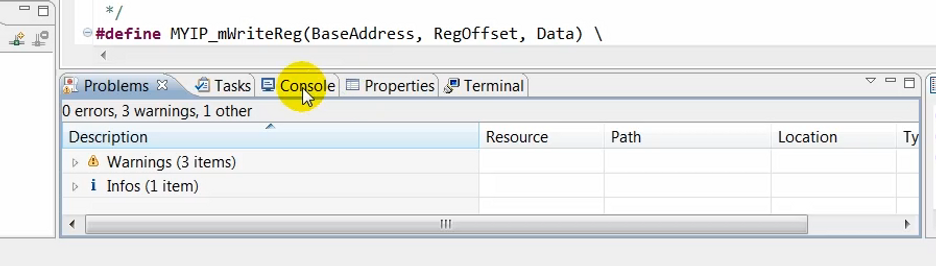 */
#define MYIP_mWriteReg(BaseAddress, RegOffset, Data) \
Problems Tasks Console Properties Terminal
0 errors, 3 warnings, 1 other
Description Resource Path Location Ty
Warnings (3 items)
Infos (1 item)